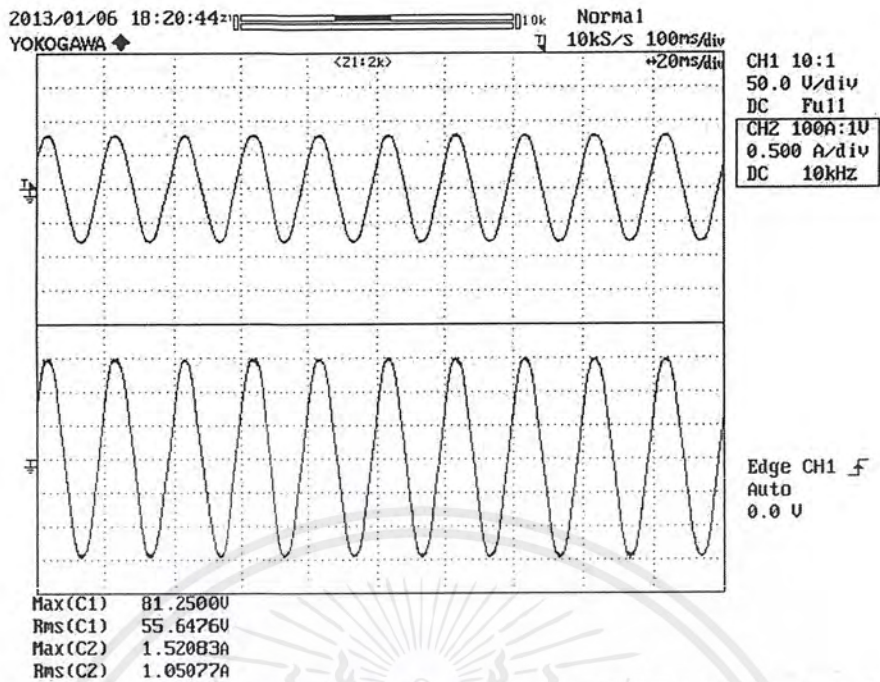 2013/01/06 18:20:44
10k
Normal
YOKOGAWA
10kS/s 100ms/div
<21:2k>
↔20ms/div
CH1 10:1
50.0 V/div
DC Full
CH2 100A:1V
0.500 A/div
DC 10kHz
Edge CH1
Auto
0.0 V
Max(C1) 81.2500V
Rms(C1) 55.6476V
Max(C2) 1.52083A
Rms(C2) 1.05077A